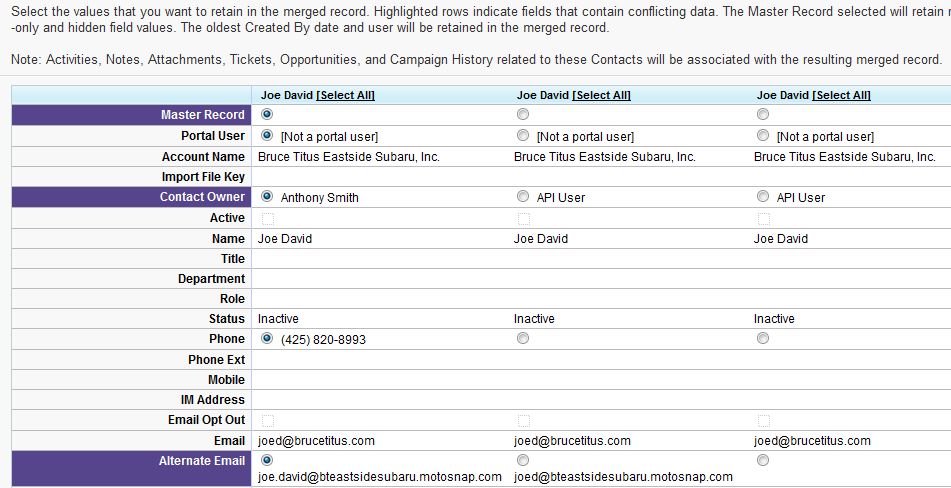 Select the values that you want to retain in the merged record. Highlighted rows indicate fields that contain conflicting data. The Master Record selected will retain
-only and hidden field values. The oldest Created By date and user will be retained in the merged record.
Note: Activities, Notes, Attachments, Tickets, Opportunities, and Campaign History related to these Contacts will be associated with the resulting merged record.
Joe David [Select All] Joe David [Select All] Joe David [Select All]
Master Record
Portal User [Not a portal user] [Not a portal user] [Not a portal user]
Account Name Bruce Titus Eastside Subaru, Inc. Bruce Titus Eastside Subaru, Inc. Bruce Titus Eastside Subaru, Inc.
Import File Key
Contact Owner Anthony Smith API User API User
Active
Name Joe David Joe David Joe David
Title
Department
Role
Status Inactive Inactive Inactive
Phone (425) 820-8993
Phone Ext
Mobile
IM Address
Email Opt Out
Email joed@brucetitus.com joed@brucetitus.com joed@brucetitus.com
Alternate Email
joe.david@bteastsidesubaru.motosnap.com joed@bteastsidesubaru.motosnap.com